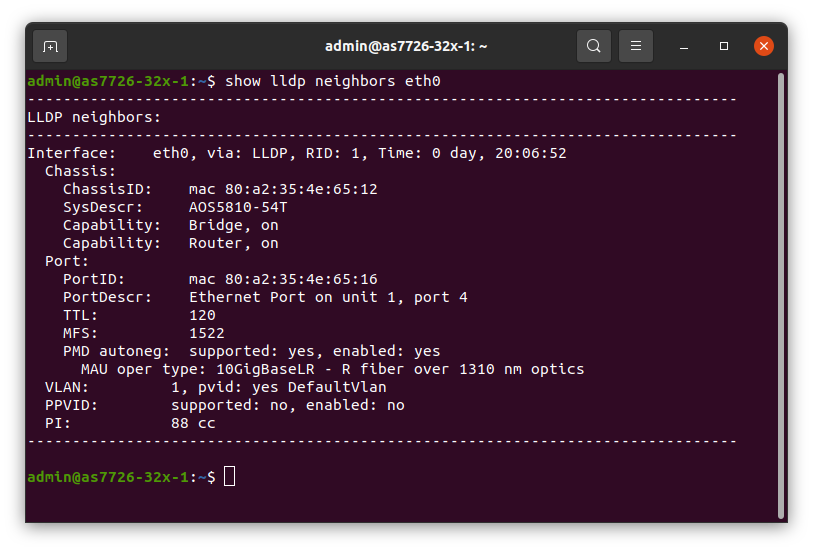 admin@as7726-32x-1: ~
admin@as7726-32x-1:~$ show lldp neighbors eth0
-------------------------------------------------------------------------------
LLDP neighbors:
-------------------------------------------------------------------------------
Interface:    eth0, via: LLDP, RID: 1, Time: 0 day, 20:06:52
  Chassis:
    ChassisID:    mac 80:a2:35:4e:65:12
    SysDescr:     AOS5810-54T
    Capability:   Bridge, on
    Capability:   Router, on
  Port:
    PortID:       mac 80:a2:35:4e:65:16
    PortDescr:    Ethernet Port on unit 1, port 4
    TTL:          120
    MFS:          1522
    PMD autoneg:  supported: yes, enabled: yes
      MAU oper type: 10GigBaseLR - R fiber over 1310 nm optics
  VLAN:         1, pvid: yes DefaultVlan
  PPVID:        supported: no, enabled: no
  PI:           88 cc
-------------------------------------------------------------------------------
admin@as7726-32x-1:~$